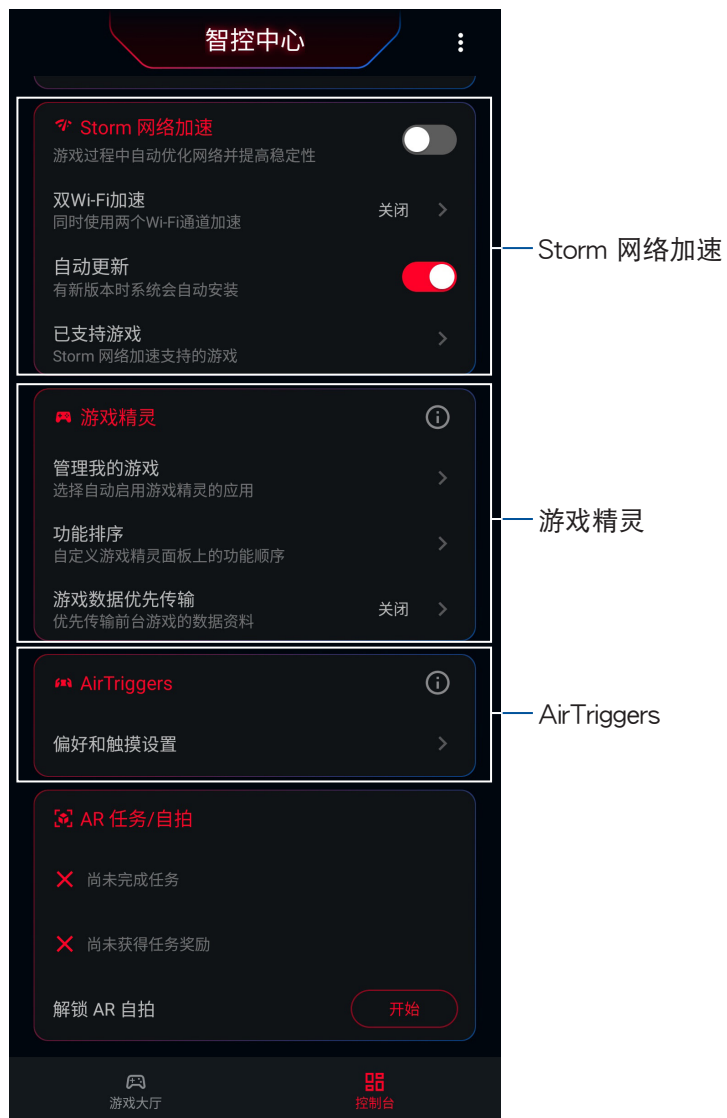 智控中心
Storm 网络加速
游戏过程中自动优化网络并提高稳定性
双Wi-Fi加速
同时使用两个Wi-Fi通道加速
关闭
自动更新
有新版本时系统会自动安装
已支持游戏
Storm 网络加速支持的游戏
Storm 网络加速
游戏精灵
管理我的游戏
选择自动启用游戏精灵的应用
功能排序
自定义游戏精灵面板上的功能顺序
游戏数据优先传输
优先传输前台游戏的数据资料
关闭
游戏精灵
AirTriggers
偏好和触摸设置
AirTriggers
AR 任务/自拍
尚未完成任务
尚未获得任务奖励
解锁 AR 自拍
开始
游戏大厅
控制台